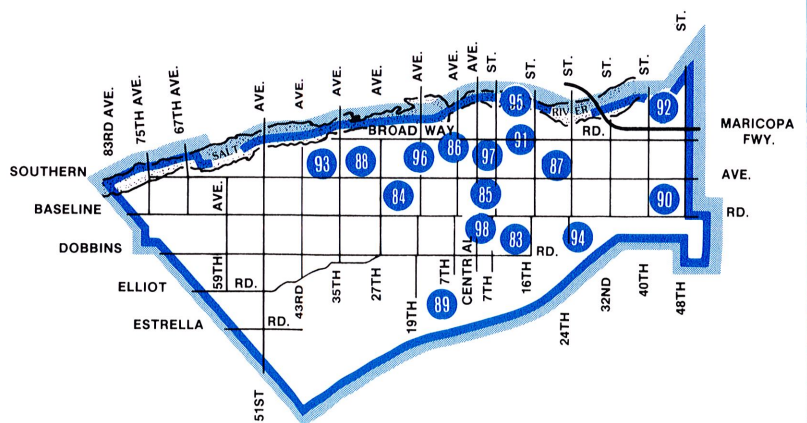 83RD AVE.
75TH AVE.
67TH AVE.
AVE.
AVE.
AVE.
AVE.
AVE.
AVE.
ST.
ST.
ST.
ST.
ST.
ST.
SALT
RIVER
BROADWAY
RD.
MARICOPA
FWY.
95
92
91
86
97
96
93
88
87
SOUTHERN
AVE.
84
85
90
BASELINE
AVE.
RD.
98
83
94
DOBBINS
RD.
ELLIOT
RD.
ESTRELLA
RD.
89
59TH
51ST
43RD
35TH
27TH
19TH
7TH
CENTRAL
7TH
16TH
24TH
32ND
40TH
48TH